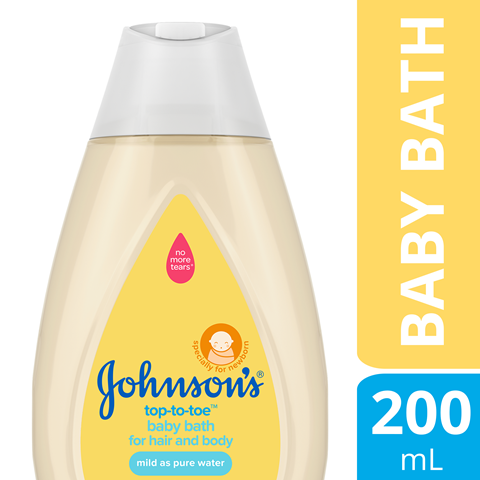 no
more
tears®
specially for newborn
Johnson's®
top-to-toe™
baby bath
for hair and body
mild as pure water
BABY BATH
200
mL